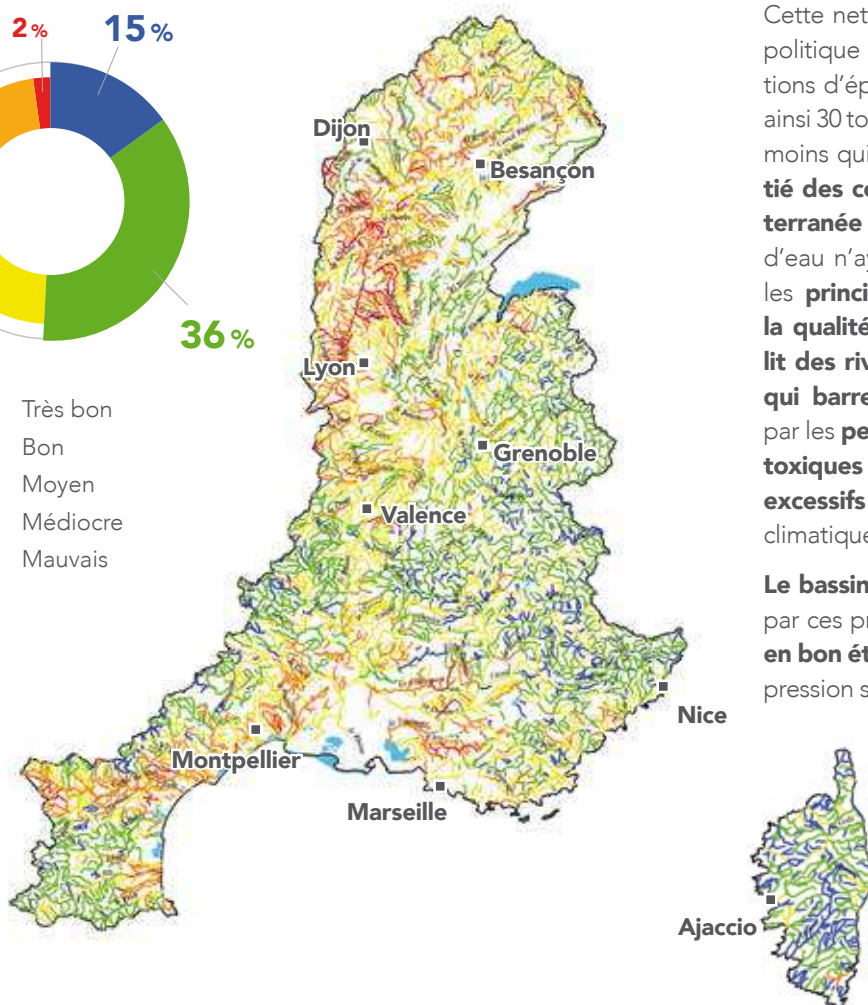 2 %
15 %
36 %
Très bon
Bon
Moyen
Médiocre
Mauvais
Dijon
Besançon
Lyon
Grenoble
Valence
Nice
Montpellier
Marseille
Ajaccio
Cette net
politique
tions d’ép
ainsi 30 to
moins qui
tié des co
terranée
d’eau n’ay
les princi
la qualité
lit des riv
qui barre
par les pe
toxiques
excessifs
climatique
Le bassin
par ces pr
en bon ét
pression s